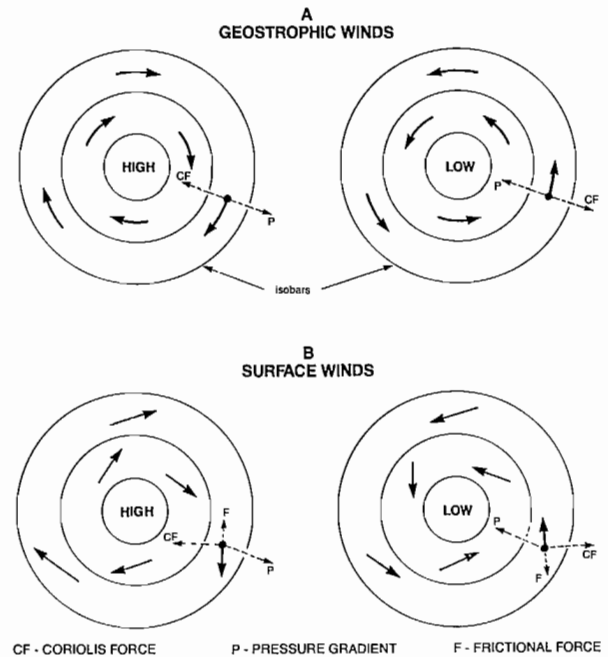 A
GEOSTROPHIC WINDS
HIGH
CF
P
LOW
P
CF
isobars
B
SURFACE WINDS
HIGH
F
CF
P
LOW
P
CF
F
CF - CORIOLIS FORCE P - PRESSURE GRADIENT F - FRICTIONAL FORCE